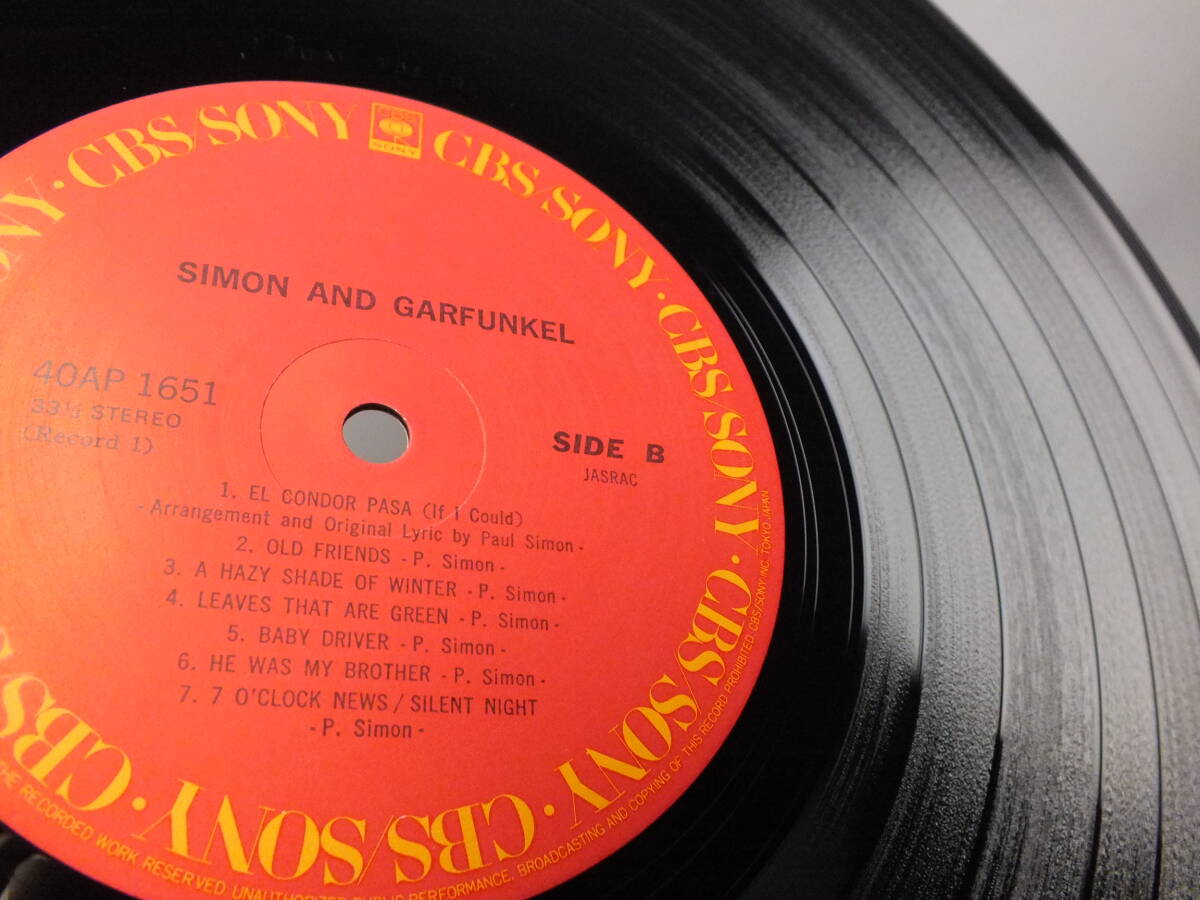 NY · CBS/SONY CBS SONY CBS/SONY · CBS/SONY · CBS/SONY · CBS/SONY · CBS/
SIMON AND GARFUNKEL
40AP 1651
33⅓ STEREO
(Record 1)
SIDE B
JASRAC
1. EL CONDOR PASA (If I Could)
- Arrangement and Original Lyric by Paul Simon -
2. OLD FRIENDS - P. Simon -
3. A HAZY SHADE OF WINTER - P. Simon -
4. LEAVES THAT ARE GREEN - P. Simon -
5. BABY DRIVER - P. Simon -
6. HE WAS MY BROTHER - P. Simon -
7. 7 O'CLOCK NEWS / SILENT NIGHT
- P. Simon -
THE RECORDED WORK RESERVED UNAUTHORIZED PUBLIC PERFORMANCE, BROADCASTING AND COPYING OF THIS RECORD PROHIBITED. CBS/SONY INC. TOKYO, JAPAN